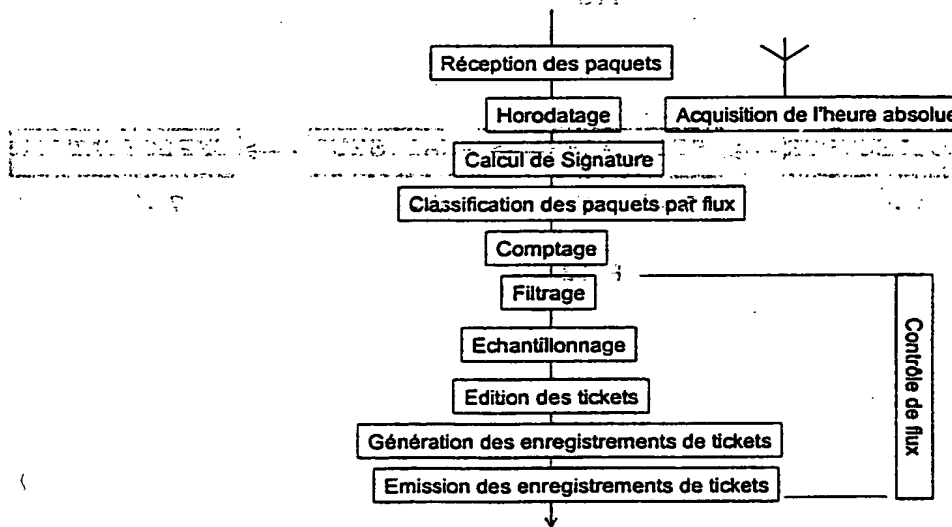 Réception des paquets
Horodatage
Acquisition de l'heure absolue
Calcul de Signature
Classification des paquets par flux
Comptage
Filtrage
Echantillonnage
Edition des tickets
Génération des enregistrements de tickets
Emission des enregistrements de tickets
Contrôle de flux